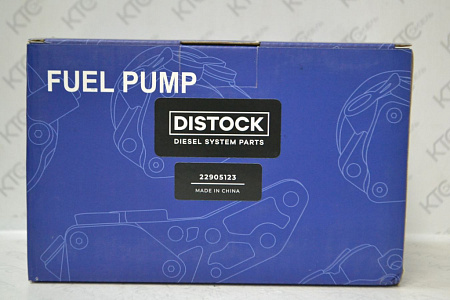 FUEL PUMP
DISTOCK
DIESEL SYSTEM PARTS
22905123
MADE IN CHINA